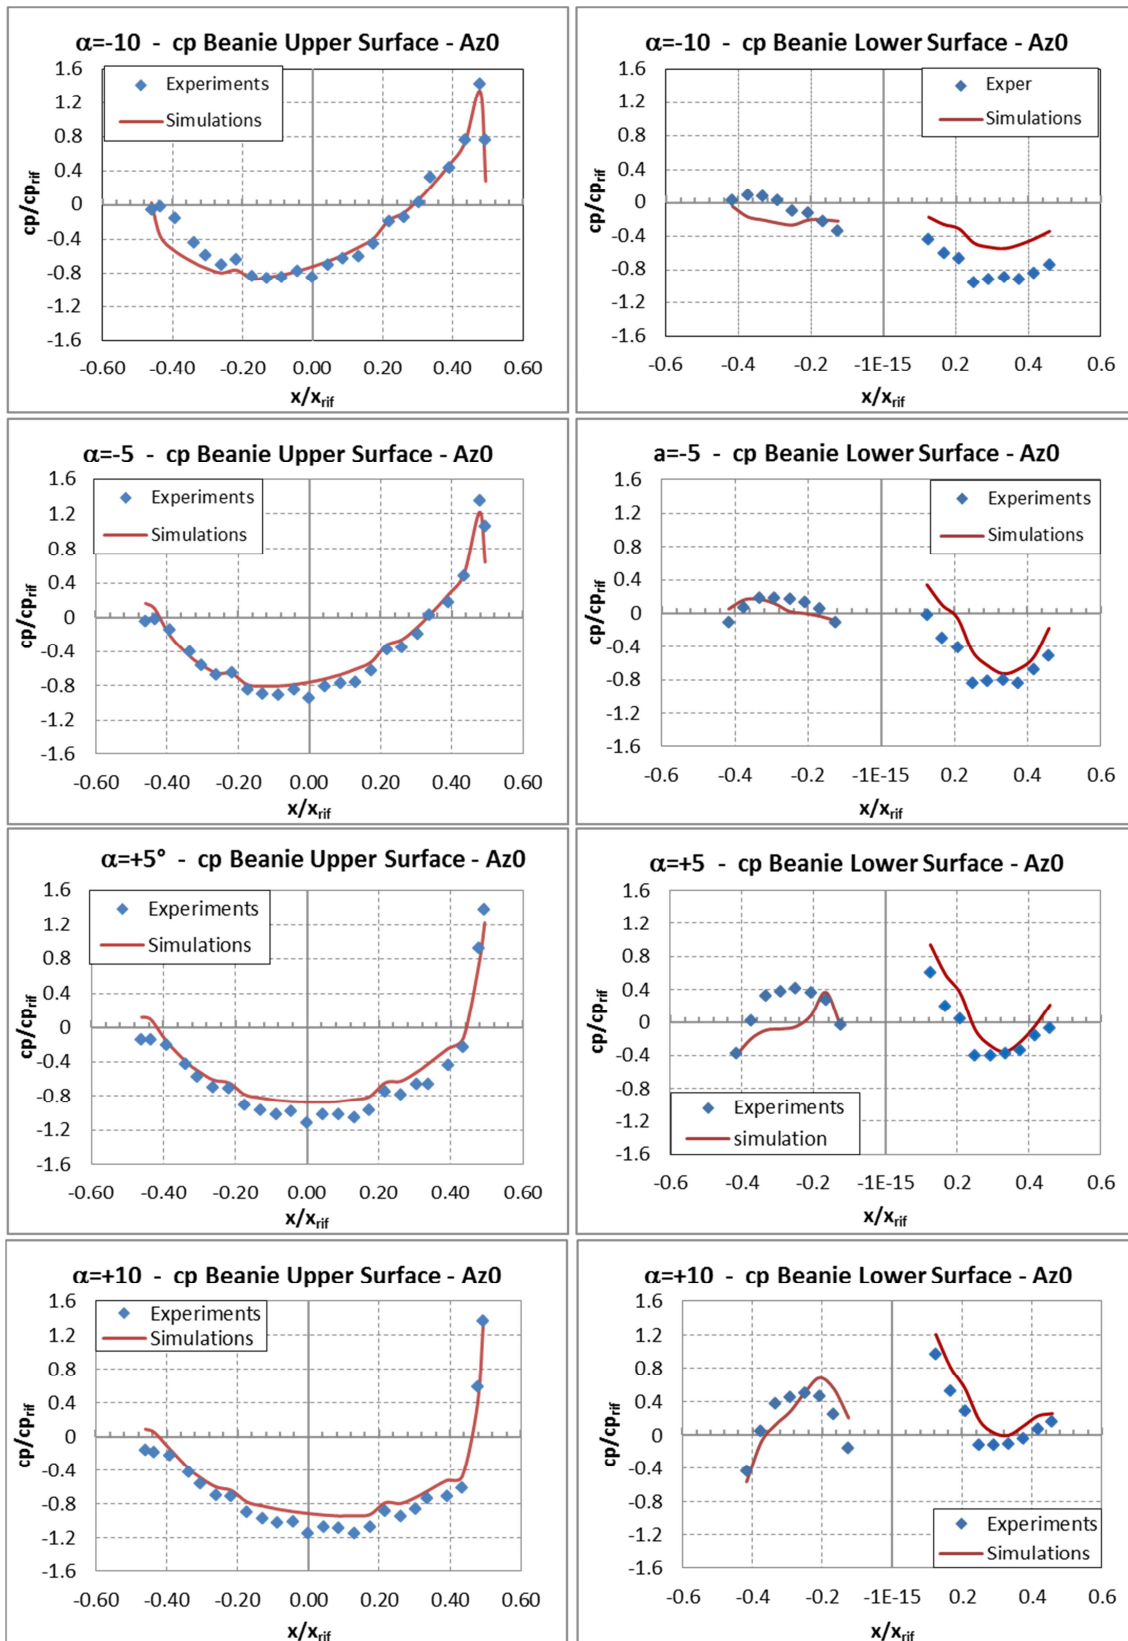 α=-10 - cp Beanie Upper Surface - Az0
1.6
1.2
0.8
0.4
0
-0.4
-0.8
-1.2
-1.6
cp/cprif
Experiments
Simulations
-0.60 -0.40 -0.20 0.00 0.20 0.40 0.60
x/xrif
α=-10 - cp Beanie Lower Surface - Az0
1.6
1.2
0.8
0.4
0
-0.4
-0.8
-1.2
-1.6
cp/cprif
Exper
Simulations
-0.6 -0.4 -0.2 -1E-15 0.2 0.4 0.6
x/xrif
α=-5 - cp Beanie Upper Surface - Az0
1.6
1.2
0.8
0.4
0
-0.4
-0.8
-1.2
-1.6
cp/cprif
Experiments
Simulations
-0.60 -0.40 -0.20 0.00 0.20 0.40 0.60
x/xrif
a=-5 - cp Beanie Lower Surface - Az0
1.6
1.2
0.8
0.4
0
-0.4
-0.8
-1.2
-1.6
cp/cprif
Experiments
Simulations
-0.6 -0.4 -0.2 -1E-15 0.2 0.4 0.6
x/xrif
α=+5° - cp Beanie Upper Surface - Az0
1.6
1.2
0.8
0.4
0
-0.4
-0.8
-1.2
-1.6
cp/cprif
Experiments
Simulations
-0.60 -0.40 -0.20 0.00 0.20 0.40 0.60
x/xrif
α=+5 - cp Beanie Lower Surface - Az0
1.6
1.2
0.8
0.4
0
-0.4
-0.8
-1.2
-1.6
cp/cprif
Experiments
simulation
-0.6 -0.4 -0.2 -1E-15 0.2 0.4 0.6
x/xrif
α=+10 - cp Beanie Upper Surface - Az0
1.6
1.2
0.8
0.4
0
-0.4
-0.8
-1.2
-1.6
cp/cprif
Experiments
Simulations
-0.60 -0.40 -0.20 0.00 0.20 0.40 0.60
x/xrif
α=+10 - cp Beanie Lower Surface - Az0
1.6
1.2
0.8
0.4
0
-0.4
-0.8
-1.2
-1.6
cp/cprif
Experiments
Simulations
-0.6 -0.4 -0.2 -1E-15 0.2 0.4 0.6
x/xrif